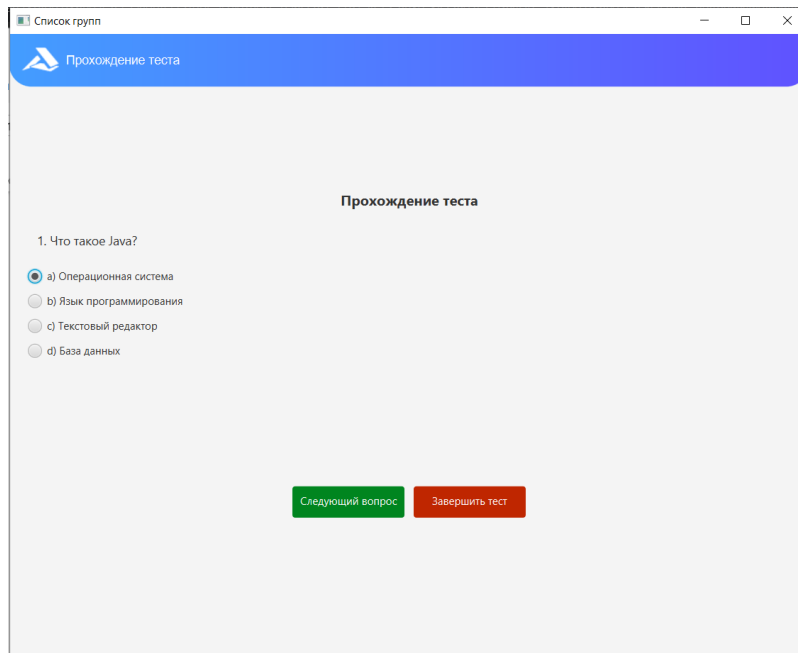 Список групп
Прохождение теста
Прохождение теста
1. Что такое Java?
a) Операционная система
b) Язык программирования
c) Текстовый редактор
d) База данных
Следующий вопрос
Завершить тест